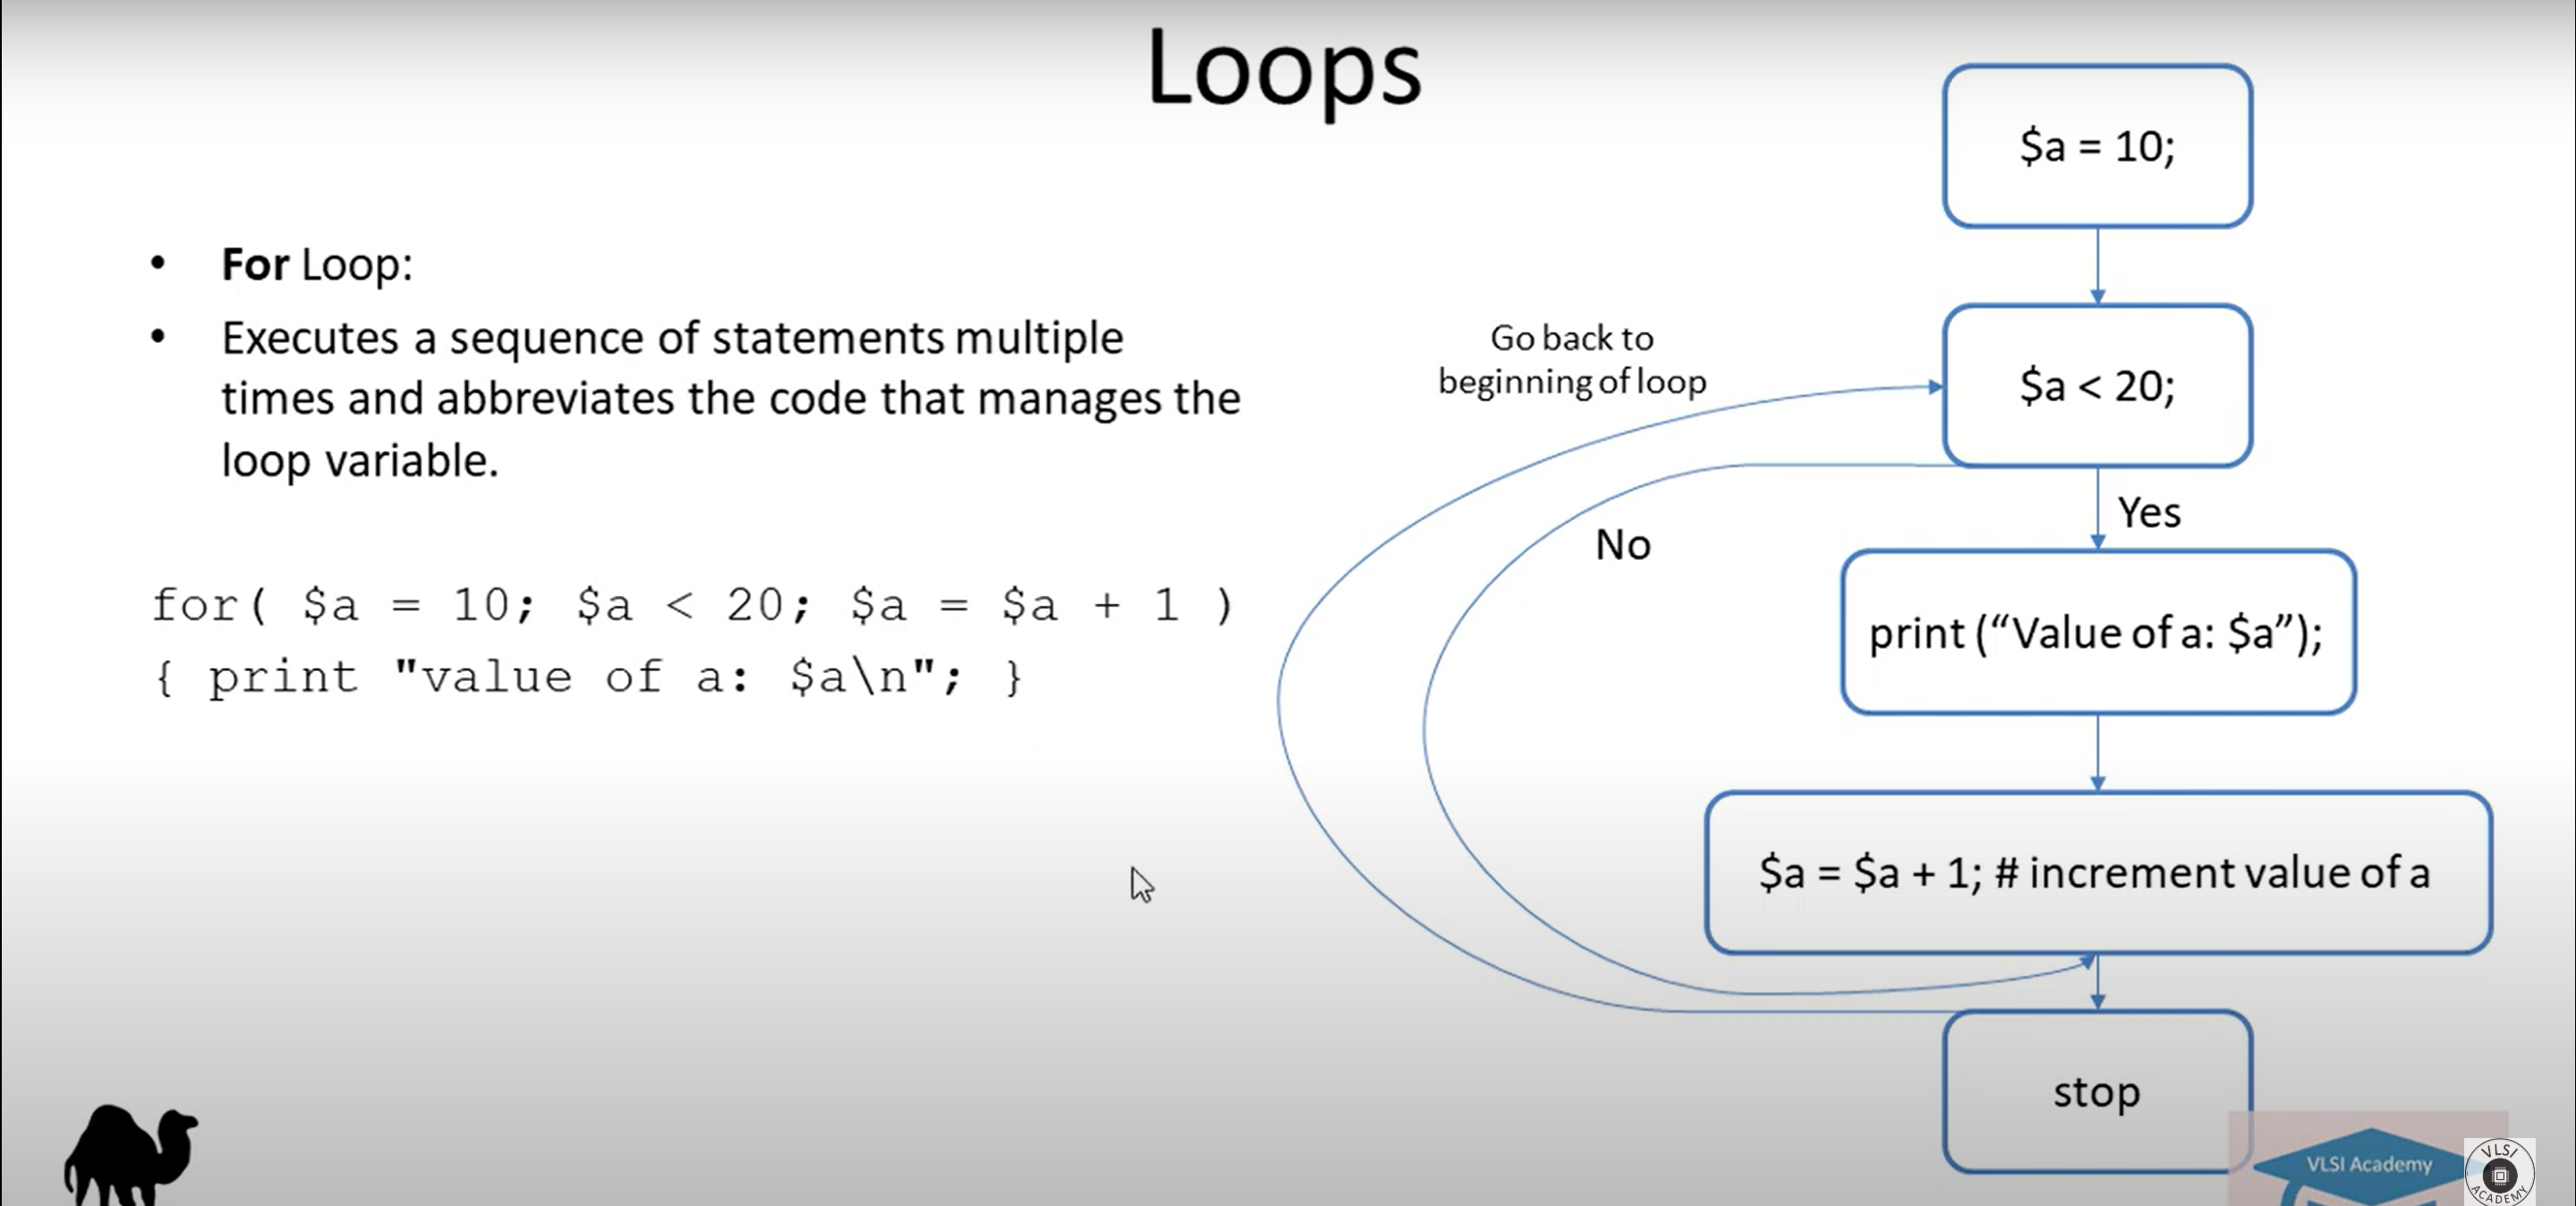 Loops
• For Loop:
• Executes a sequence of statements multiple
times and abbreviates the code that manages the
loop variable.
for( $a = 10; $a < 20; $a = $a + 1 )
{ print "value of a: $a\n"; }
$a = 10;
Go back to
beginning of loop
$a < 20;
No
Yes
print (“Value of a: $a”);
$a = $a + 1; # increment value of a
stop
VLSI Academy
VLSI
ACADEMY